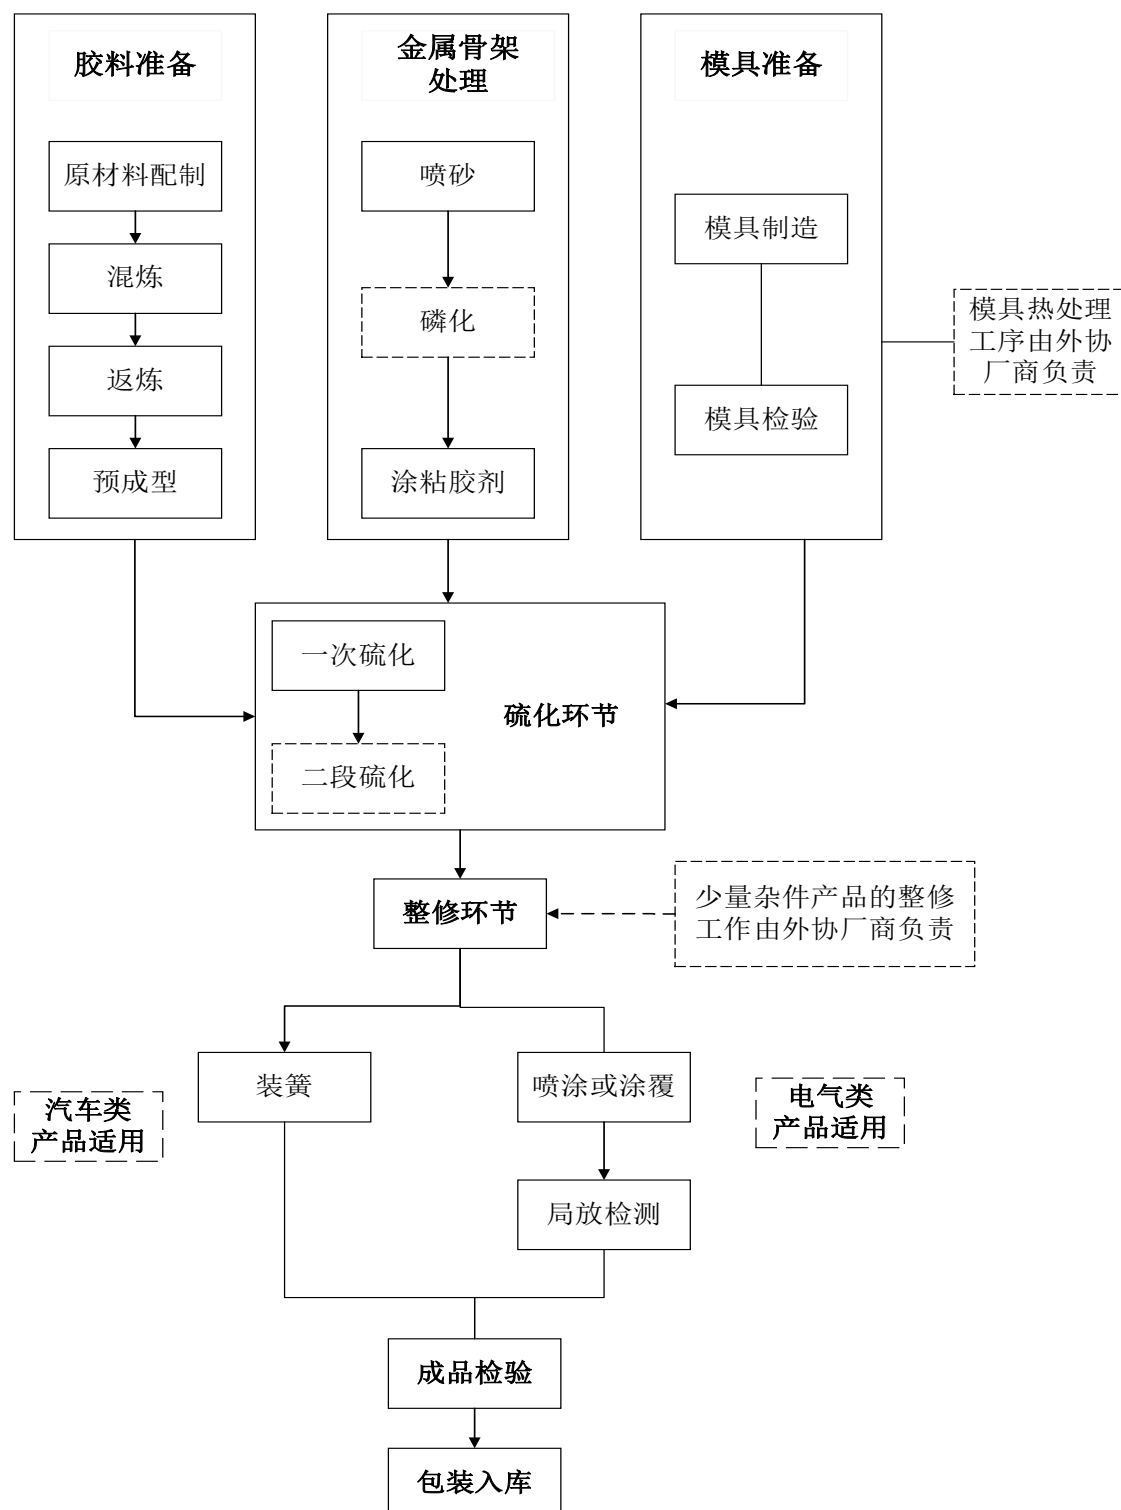 胶料准备
原材料配制
混炼
返炼
预成型
金属骨架
处理
喷砂
磷化
涂粘胶剂
模具准备
模具制造
模具检验
模具热处理
工序由外协
厂商负责
一次硫化
二段硫化
硫化环节
整修环节
少量杂件产品的整修
工作由外协厂商负责
汽车类
产品适用
装簧
喷涂或涂覆
局放检测
电气类
产品适用
成品检验
包装入库